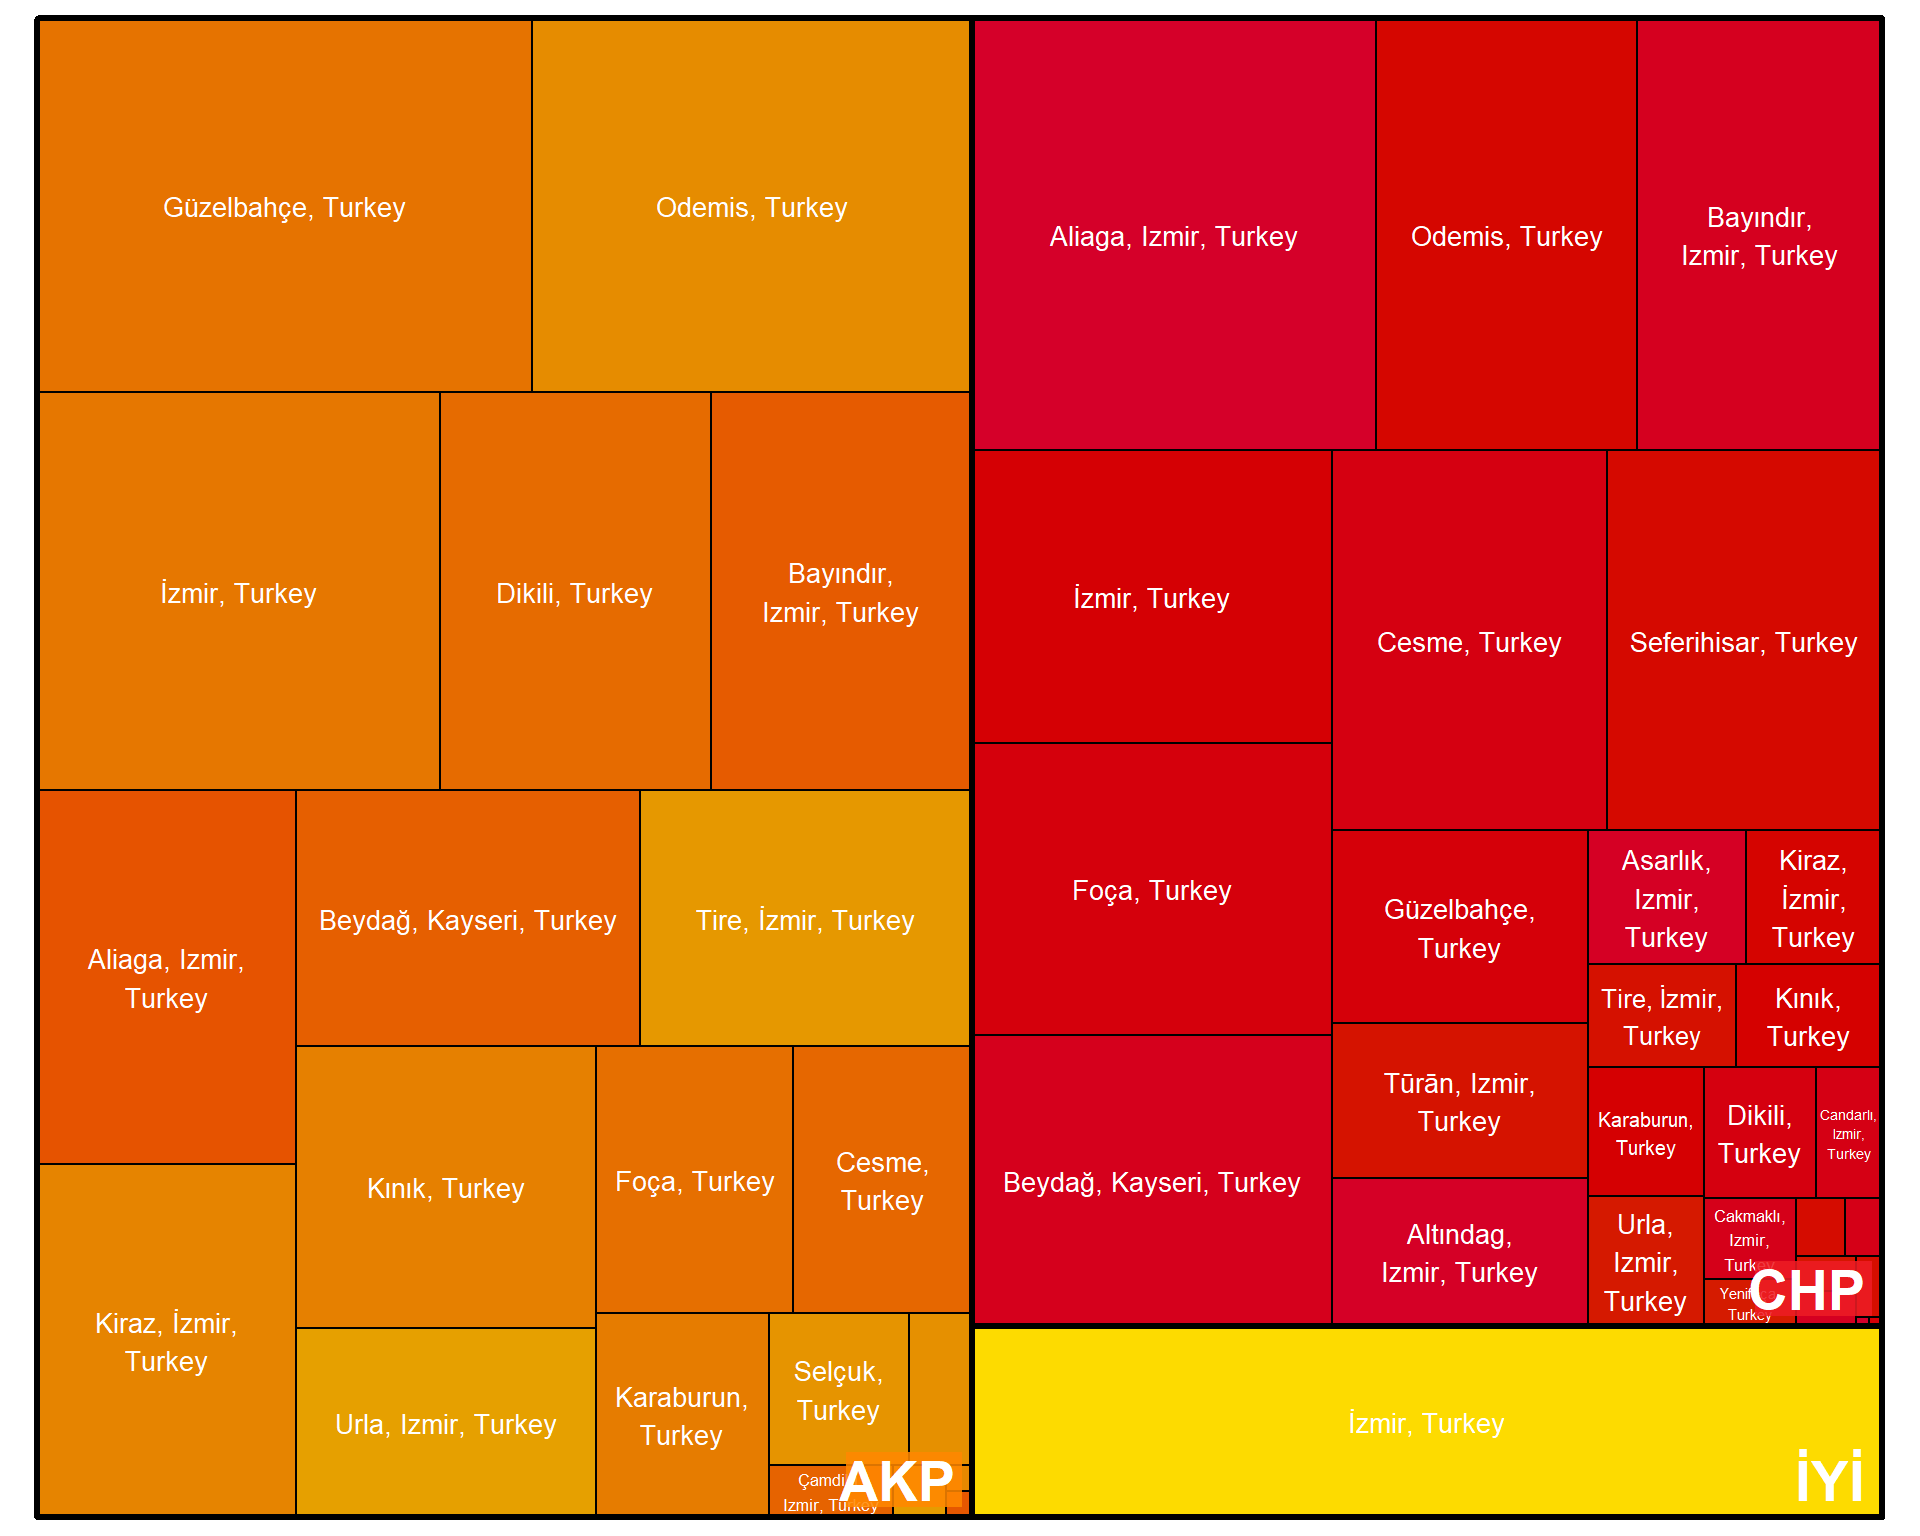 Güzelbahçe, Turkey
Odemis, Turkey
İzmir, Turkey
Dikili, Turkey
Bayındır,
Izmir, Turkey
Aliaga, Izmir,
Turkey
Beydağ, Kayseri, Turkey
Tire, İzmir, Turkey
Kiraz, İzmir,
Turkey
Kınık, Turkey
Foça, Turkey
Cesme,
Turkey
Urla, Izmir, Turkey
Karaburun,
Turkey
Selçuk,
Turkey
Izmir, Turkey
AKP
Aliaga, Izmir, Turkey
Odemis, Turkey
Bayındır,
Izmir, Turkey
İzmir, Turkey
Cesme, Turkey
Seferihisar, Turkey
Foça, Turkey
Beydağ, Kayseri, Turkey
Güzelbahçe,
Turkey
Asarlık,
Izmir,
Turkey
Kiraz,
İzmir,
Turkey
Tire, İzmir,
Turkey
Kınık,
Turkey
Tūrān, Izmir,
Turkey
Altındag,
Izmir, Turkey
Karaburun,
Turkey
Dikili,
Turkey
Candarlı,
Izmir,
Turkey
Urla,
Izmir,
Turkey
Cakmaklı,
Izmir,
Turkey
Turkey
CHP
İzmir, Turkey
İYİ